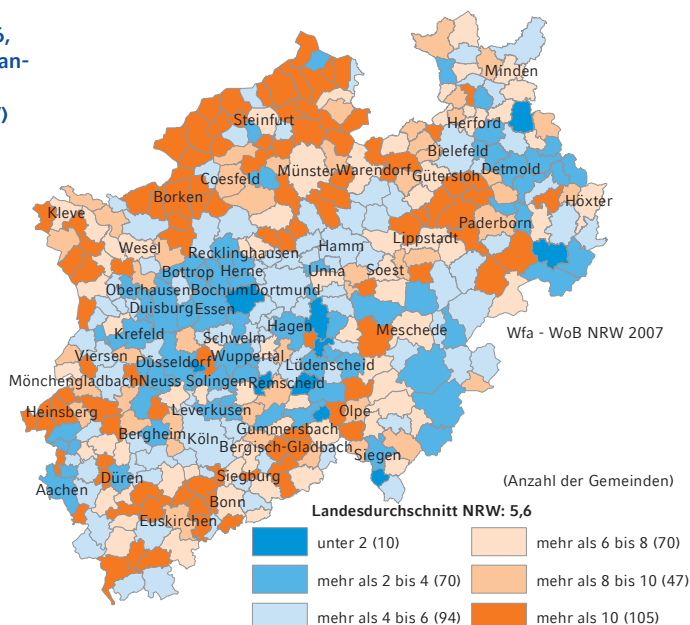 6,
an-
)
Minden
Herford
Steinfurt
Bielefeld
Münster Warendorf
Gütersloh Detmold
Coesfeld
Borken
Höxter
Kleve
Paderborn
Lippstadt
Wesel
Hamm
Recklinghausen
Bottrop Herne
Unna Soest
Oberhausen Bochum Dortmund
Duisburg Essen
Hagen
Krefeld
Schwelm
Meschede
Wfa - WoB NRW 2007
Viersen
Düsseldorf Wuppertal
Lüdenscheid
Mönchengladbach Neuss Solingen Remscheid
Heinsberg
Leverkusen
Olpe
Gummersbach
Bergheim Köln
Bergisch-Gladbach
Siegen
Düren
Siegburg
(Anzahl der Gemeinden)
Aachen
Bonn
Landesdurchschnitt NRW: 5,6
Euskirchen
unter 2 (10)
mehr als 6 bis 8 (70)
mehr als 2 bis 4 (70)
mehr als 8 bis 10 (47)
mehr als 4 bis 6 (94)
mehr als 10 (105)